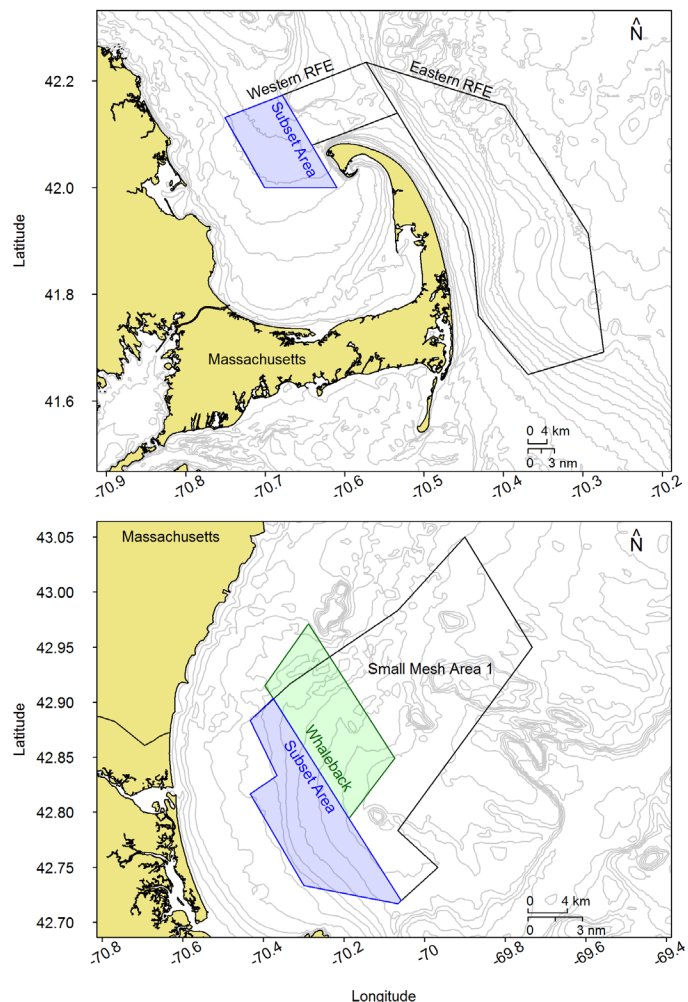 ^
N
42.2
Western RFE
Eastern RFE
Subset Area
42.0
Latitude
41.8
Massachusetts
41.6
0 4 km
0 3 nm
-70.9 -70.8 -70.7 -70.6 -70.5 -70.4 -70.3 -70.2
43.05
Massachusetts
^
N
43.00
42.95
Small Mesh Area 1
42.90
Latitude
Whaleback
Subset Area
42.85
42.80
42.75
0 4 km
0 3 nm
42.70
-70.8 -70.6 -70.4 -70.2 -70 -69.8 -69.6 -69.4
Longitude